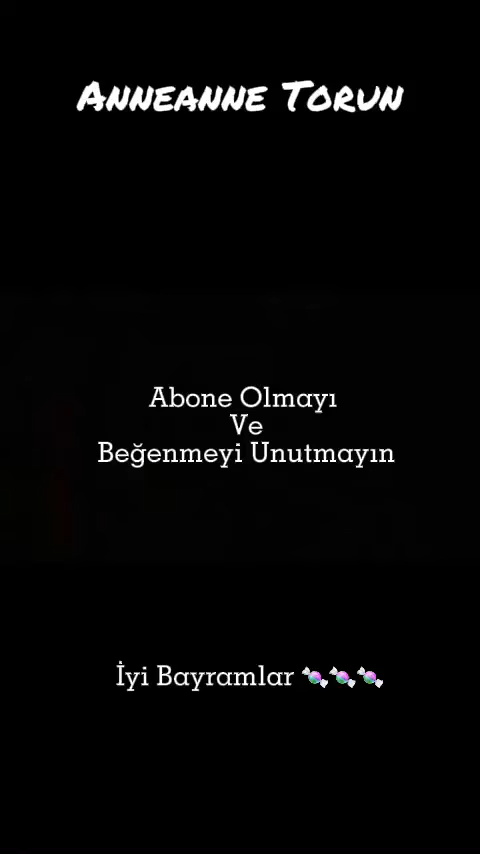 Anneanne Torun
Abone Olmayı
Ve
Beğenmeyi Unutmayın
İyi Bayramlar 🍬🍬🍬